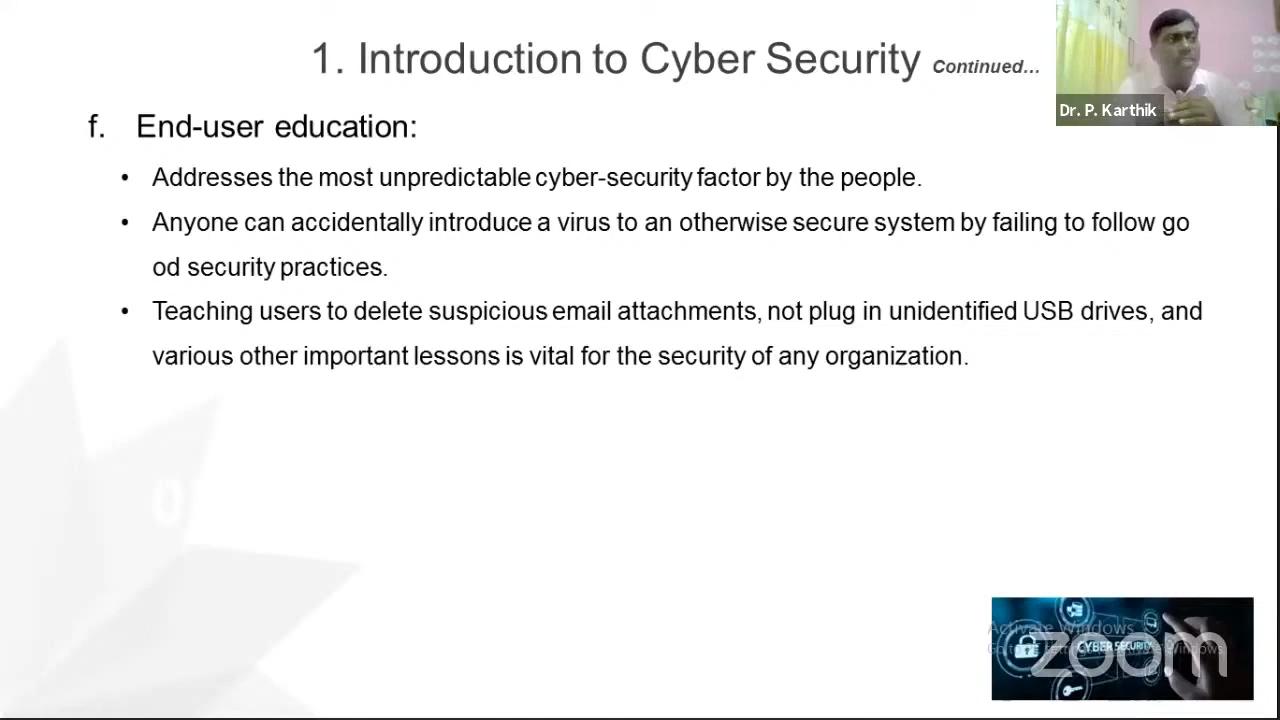 1. Introduction to Cyber Security Continued...
Dr. P. Karthik
f. End-user education:
• Addresses the most unpredictable cyber-security factor by the people.
• Anyone can accidentally introduce a virus to an otherwise secure system by failing to follow go
od security practices.
• Teaching users to delete suspicious email attachments, not plug in unidentified USB drives, and
various other important lessons is vital for the security of any organization.
Activate Windows
CYBER SECURITY
zoom